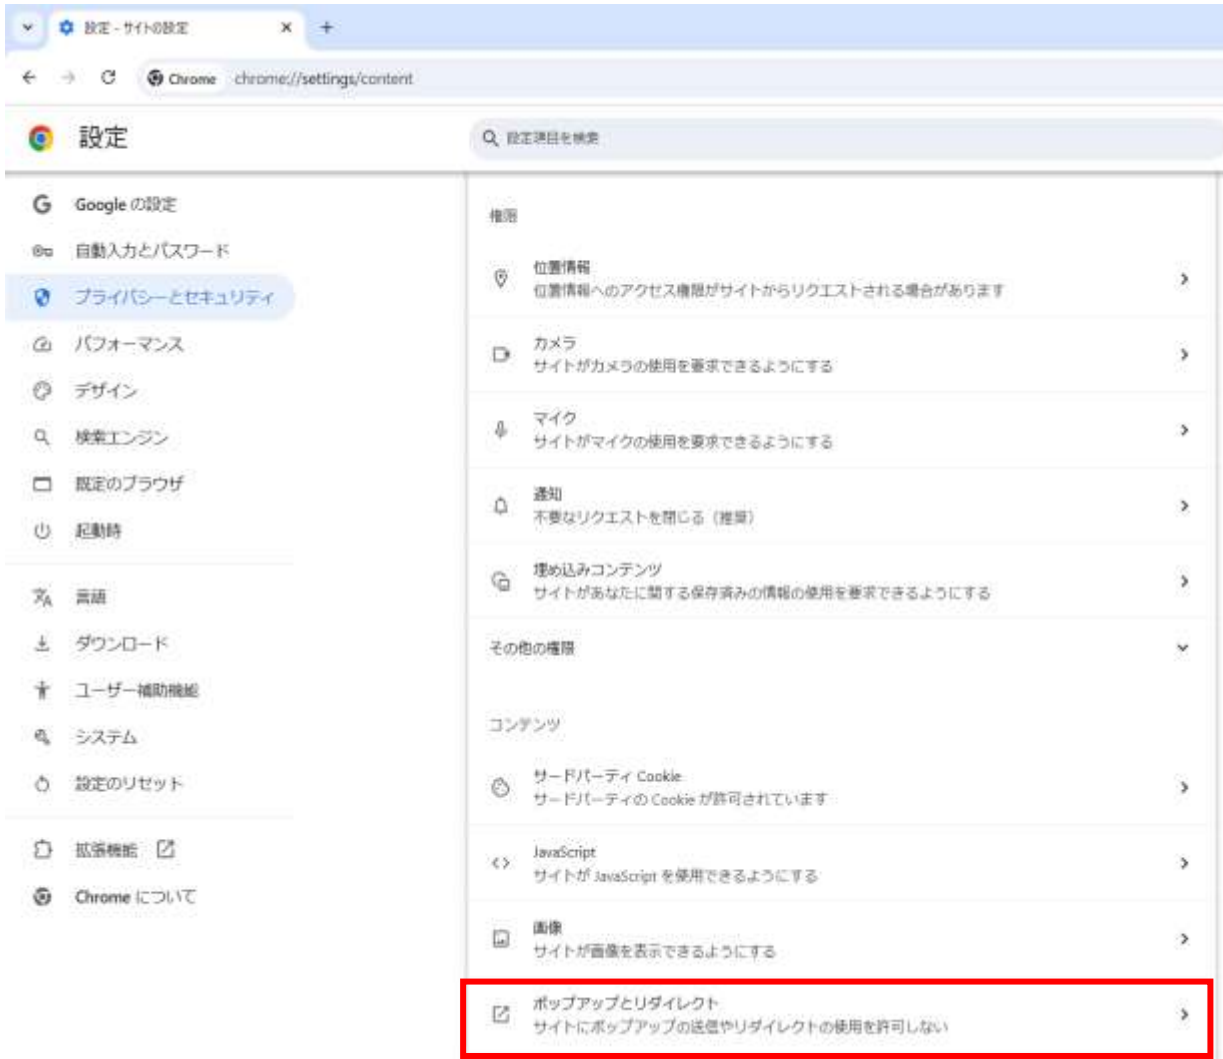 設定 - サイトの設定
Chrome chrome://settings/content
設定
設定項目を検索
Google の設定
自動入力とパスワード
プライバシーとセキュリティ
パフォーマンス
デザイン
検索エンジン
既定のブラウザ
起動時
言語
ダウンロード
ユーザー補助機能
システム
設定のリセット
拡張機能
Chrome について
権限
位置情報
位置情報へのアクセス権限がサイトからリクエストされる場合があります
カメラ
サイトがカメラの使用を要求できるようにする
マイク
サイトがマイクの使用を要求できるようにする
通知
不要なリクエストを閉じる（推奨）
埋め込みコンテンツ
サイトがあなたに関する保存済みの情報の使用を要求できるようにする
その他の権限
コンテンツ
サードパーティ Cookie
サードパーティの Cookie が許可されています
JavaScript
サイトが JavaScript を使用できるようにする
画像
サイトが画像を表示できるようにする
ポップアップとリダイレクト
サイトにポップアップの送信やリダイレクトの使用を許可しない